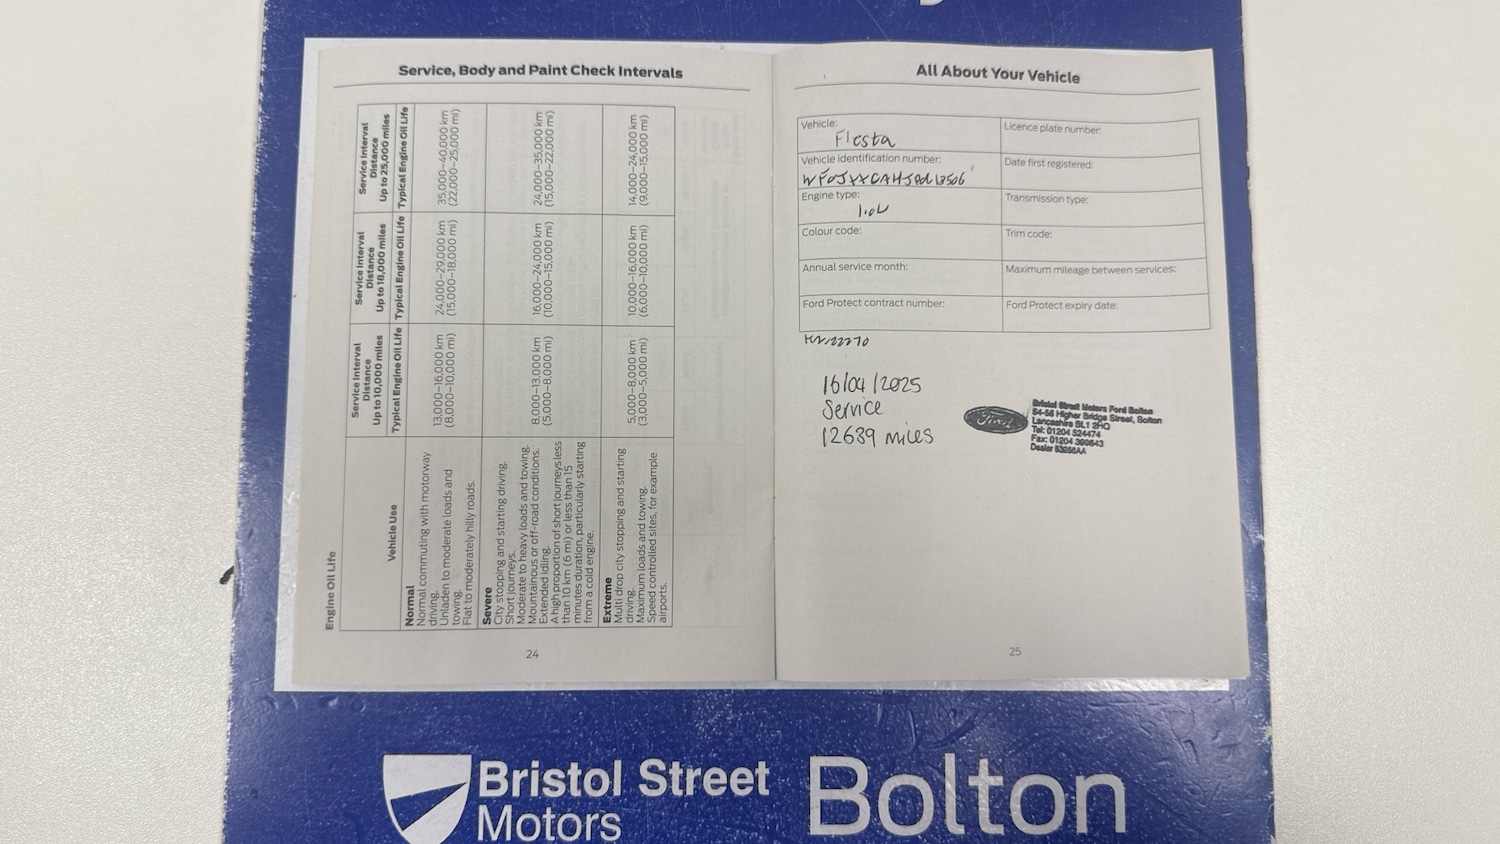 Service, Body and Paint Check Intervals
Engine Oil Life
Vehicle Use
Service Interval Distance Up to 10,000 miles
Typical Engine Oil Life
Service Interval Distance Up to 18,000 miles
Typical Engine Oil Life
Service Interval Distance Up to 25,000 miles
Typical Engine Oil Life
Normal
Normal commuting with motorway
driving.
Unladen to moderate loads and
towing.
Flat to moderately hilly roads.
13,000–16,000 km
(8,000–10,000 mi)
24,000–29,000 km
(15,000–18,000 mi)
35,000–40,000 km
(22,000–25,000 mi)
Severe
City stopping and starting driving.
Short journeys.
Moderate to heavy loads and towing.
Mountainous or off-road conditions.
Extended idling.
A high proportion of short journeys less
than 10 km (6 mi) or less than 15
minutes duration, particularly starting
from a cold engine.
8,000–13,000 km
(5,000–8,000 mi)
16,000–24,000 km
(10,000–15,000 mi)
24,000–35,000 km
(15,000–22,000 mi)
Extreme
Multi drop city stopping and starting
driving.
Maximum loads and towing.
Speed controlled sites, for example
airports.
5,000–8,000 km
(3,000–5,000 mi)
10,000–16,000 km
(6,000–10,000 mi)
14,000–24,000 km
(9,000–15,000 mi)
24
All About Your Vehicle
Vehicle:
Fiesta
Licence plate number:
Vehicle identification number:
Date first registered:
Engine type:
1.0L
Transmission type:
Colour code:
Trim code:
Annual service month:
Maximum mileage between services:
Ford Protect contract number:
Ford Protect expiry date:
16/04/2025
Service
12639 miles
Ford
Bristol Street Motors Ford Bolton
54-56 Higher Bridge Street, Bolton
Lancashire BL1 2HQ
Tel: 01204 524474
Fax: 01204 399643
25
Bristol Street
Motors
Bolton